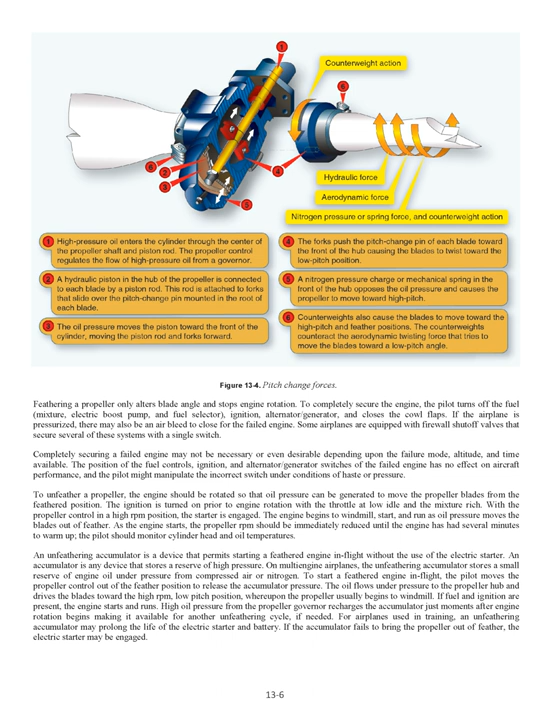 1
Counterweight action
6
Hydraulic force
Aerodynamic force
Nitrogen pressure or spring force, and counterweight action
6
2
3
4
5
1 High-pressure oil enters the cylinder through the center of
the propeller shaft and piston rod. The propeller control
regulates the flow of high-pressure oil from a governor.
2 A hydraulic piston in the hub of the propeller is connected
to each blade by a piston rod. This rod is attached to forks
that slide over the pitch-change pin mounted in the root of
each blade.
3 The oil pressure moves the piston toward the front of the
cylinder, moving the piston rod and forks forward.
4 The forks push the pitch-change pin of each blade toward
the front of the hub causing the blades to twist toward the
low-pitch position.
5 A nitrogen pressure charge or mechanical spring in the
front of the hub opposes the oil pressure and causes the
propeller to move toward high-pitch.
6 Counterweights also cause the blades to move toward the
high-pitch and feather positions. The counterweights
counteract the aerodynamic twisting force that tries to
move the blades toward a low-pitch angle.
Figure 13-4. Pitch change forces.
Feathering a propeller only alters blade angle and stops engine rotation. To completely secure the engine, the pilot turns off the fuel
(mixture, electric boost pump, and fuel selector), ignition, alternator/generator, and closes the cowl flaps. If the airplane is
pressurized, there may also be an air bleed to close for the failed engine. Some airplanes are equipped with firewall shutoff valves that
secure several of these systems with a single switch.
Completely securing a failed engine may not be necessary or even desirable depending upon the failure mode, altitude, and time
available. The position of the fuel controls, ignition, and alternator/generator switches of the failed engine has no effect on aircraft
performance, and the pilot might manipulate the incorrect switch under conditions of haste or pressure.
To unfeather a propeller, the engine should be rotated so that oil pressure can be generated to move the propeller blades from the
feathered position. The ignition is turned on prior to engine rotation with the throttle at low idle and the mixture rich. With the
propeller control in a high rpm position, the starter is engaged. The engine begins to windmill, start, and run as oil pressure moves the
blades out of feather. As the engine starts, the propeller rpm should be immediately reduced until the engine has had several minutes
to warm up; the pilot should monitor cylinder head and oil temperatures.
An unfeathering accumulator is a device that permits starting a feathered engine in-flight without the use of the electric starter. An
accumulator is any device that stores a reserve of high pressure. On multiengine airplanes, the unfeathering accumulator stores a small
reserve of engine oil under pressure from compressed air or nitrogen. To start a feathered engine in-flight, the pilot moves the
propeller control out of the feather position to release the accumulator pressure. The oil flows under pressure to the propeller hub and
drives the blades toward the high rpm, low pitch position, whereupon the propeller usually begins to windmill. If fuel and ignition are
present, the engine starts and runs. High oil pressure from the propeller governor recharges the accumulator just moments after engine
rotation begins making it available for another unfeathering cycle, if needed. For airplanes used in training, an unfeathering
accumulator may prolong the life of the electric starter and battery. If the accumulator fails to bring the propeller out of feather, the
electric starter may be engaged.
13-6